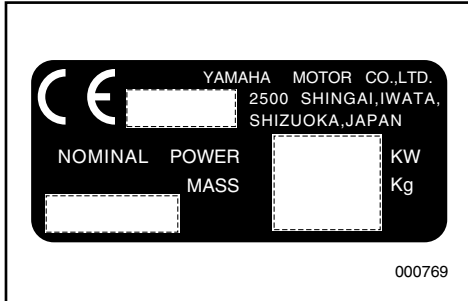 CE
YAMAHA MOTOR CO.,LTD.
2500 SHINGAI,IWATA,
SHIZUOKA,JAPAN
NOMINAL POWER KW
MASS Kg
000769